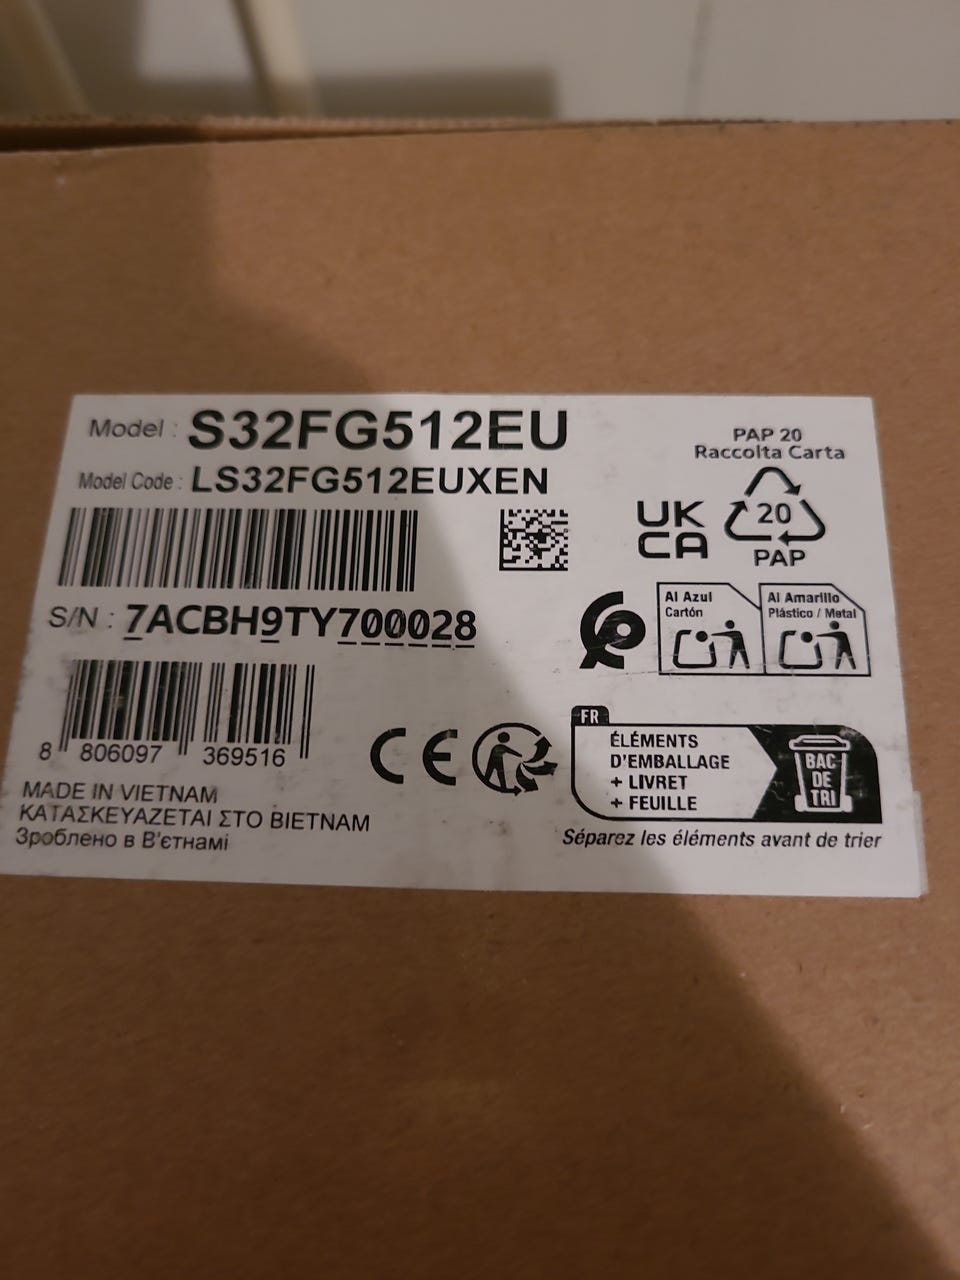 Model : S32FG512EU
Model Code : LS32FG512EUXEN
S/N : 7ACBH9TY700028
8 806097 369516
MADE IN VIETNAM
ΚΑΤΑΣΚΕΥΑΖΕΤΑΙ ΣΤΟ ΒΙΕΤΝΑΜ
Зроблено в В'єтнамі
PAP 20
Raccolta Carta
UK
CA
20
PAP
Al Azul
Cartón
Al Amarillo
Plástico / Metal
CE
FR
ÉLÉMENTS
D'EMBALLAGE
+ LIVRET
+ FEUILLE
BAC
DE
TRI
Séparez les éléments avant de trier